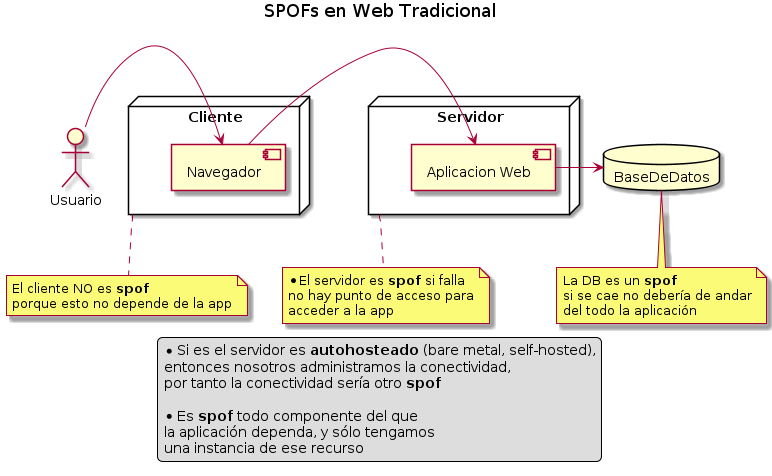 SPOFs en Web Tradicional
Cliente
Servidor
Navegador
Aplicacion Web
BaseDeDatos
Usuario
El cliente NO es spof
porque esto no depende de la app
•El servidor es spof si falla
no hay punto de acceso para
acceder a la app
La DB es un spof
si se cae no debería de andar
del todo la aplicación
• Si es el servidor es autohosteado (bare metal, self-hosted),
entonces nosotros administramos la conectividad,
por tanto la conectividad sería otro spof
• Es spof todo componente del que
la aplicación dependa, y sólo tengamos
una instancia de ese recurso